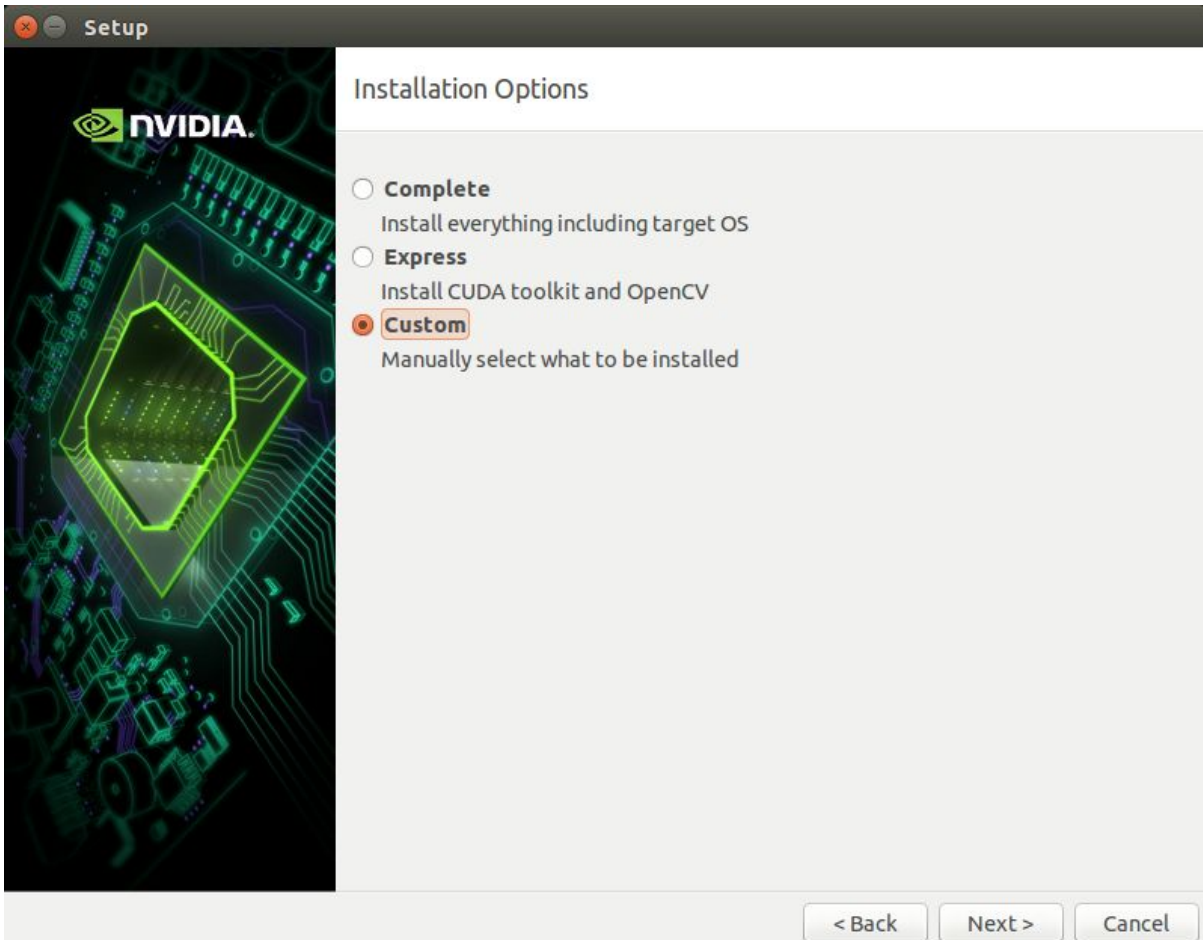 Setup
NVIDIA.
Installation Options
Complete
Install everything including target OS
Express
Install CUDA toolkit and OpenCV
Custom
Manually select what to be installed
< Back
Next >
Cancel